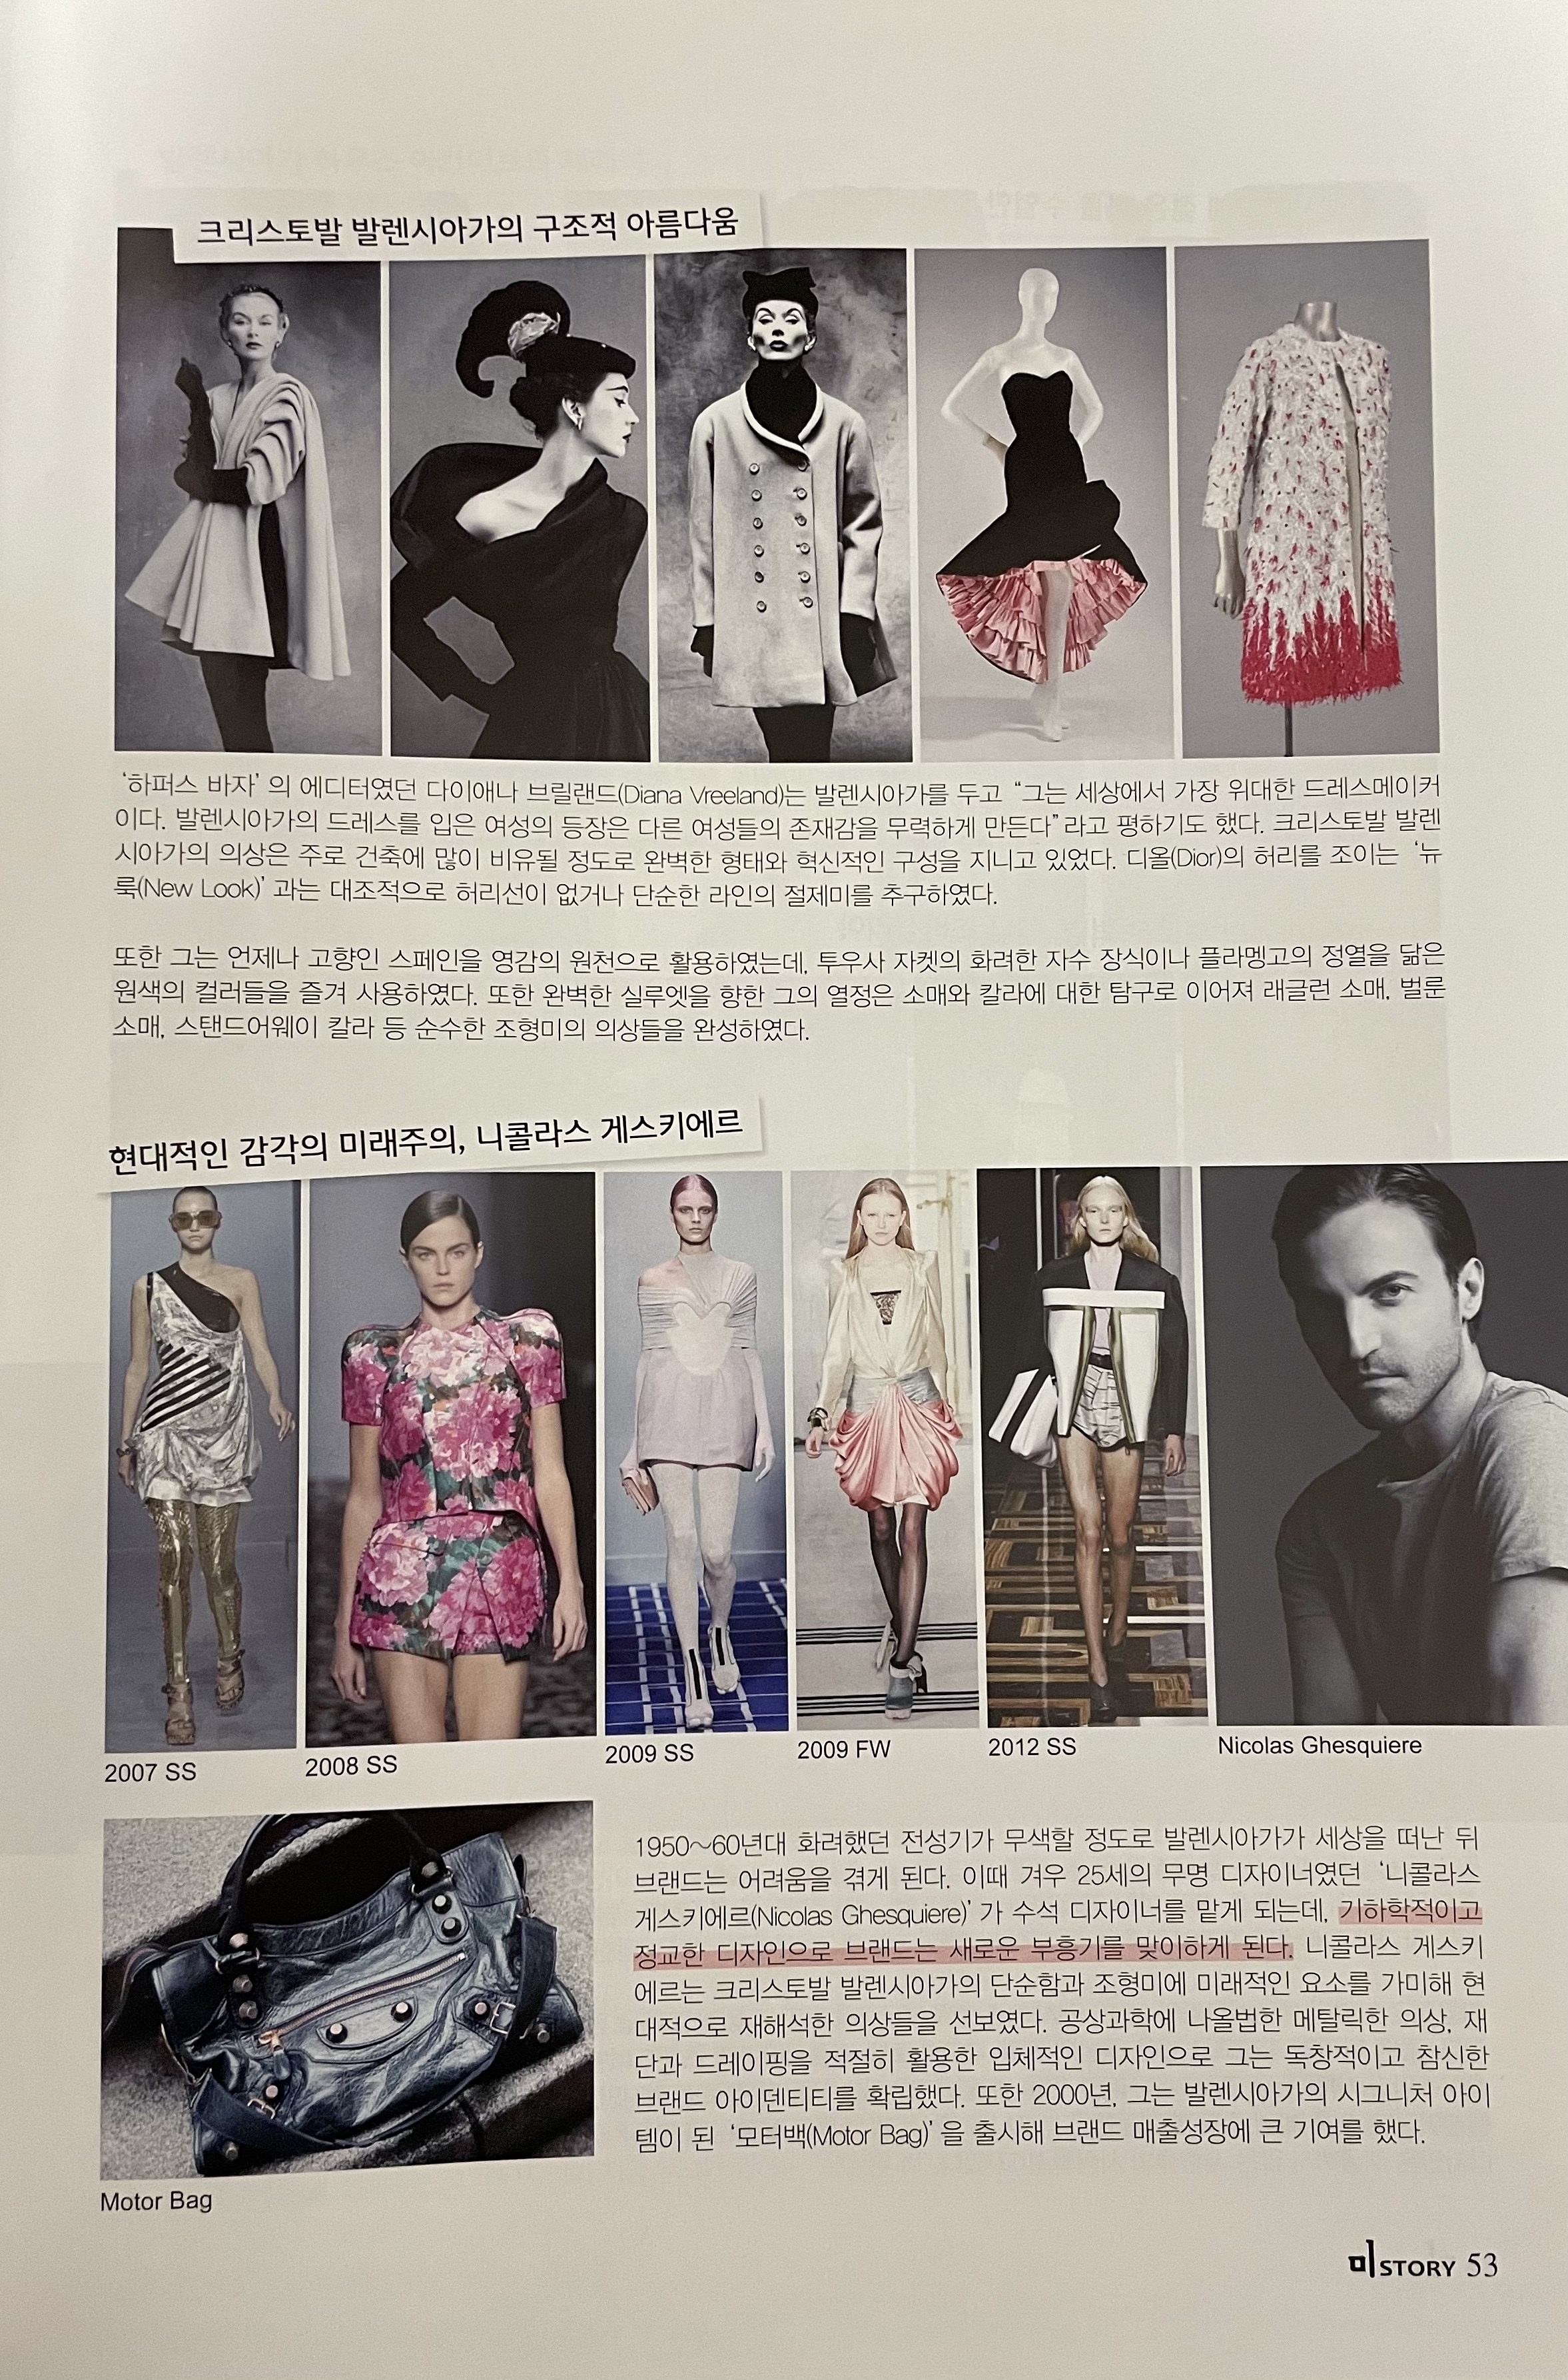 크리스토발 발렌시아가의 구조적 아름다움
‘하퍼스 바자’의 에디터였던 다이애나 브릴랜드(Diana Vreeland)는 발렌시아가를 두고 “그는 세상에서 가장 위대한 드레스메이커
이다. 발렌시아가의 드레스를 입은 여성의 등장은 다른 여성들의 존재감을 무력하게 만든다”라고 평하기도 했다. 크리스토발 발렌
시아가의 의상은 주로 건축에 많이 비유될 정도로 완벽한 형태와 혁신적인 구성을 지니고 있었다. 디올(Dior)의 허리를 조이는 ‘뉴
룩(New Look)’과는 대조적으로 허리선이 없거나 단순한 라인의 절제미를 추구하였다.
또한 그는 언제나 고향인 스페인을 영감의 원천으로 활용하였는데, 투우사 자켓의 화려한 자수 장식이나 플라멩고의 정열을 닮은
원색의 컬러들을 즐겨 사용하였다. 또한 완벽한 실루엣을 향한 그의 열정은 소매와 칼라에 대한 탐구로 이어져 래글런 소매, 벌룬
소매, 스탠드어웨이 칼라 등 순수한 조형미의 의상들을 완성하였다.
현대적인 감각의 미래주의, 니콜라스 게스키에르
2007 SS
2008 SS
2009 SS
2009 FW
2012 SS
Nicolas Ghesquiere
1950~60년대 화려했던 전성기가 무색할 정도로 발렌시아가가 세상을 떠난 뒤
브랜드는 어려움을 겪게 된다. 이때 겨우 25세의 무명 디자이너였던 ‘니콜라스
게스키에르(Nicolas Ghesquiere)’가 수석 디자이너를 맡게 되는데, 기하학적이고
정교한 디자인으로 브랜드는 새로운 부흥기를 맞이하게 된다. 니콜라스 게스키
에르는 크리스토발 발렌시아가의 단순함과 조형미에 미래적인 요소를 가미해 현
대적으로 재해석한 의상들을 선보였다. 공상과학에 나올법한 메탈릭한 의상, 재
단과 드레이핑을 적절히 활용한 입체적인 디자인으로 그는 독창적이고 참신한
브랜드 아이덴티티를 확립했다. 또한 2000년, 그는 발렌시아가의 시그니처 아이
템이 된 ‘모터백(Motor Bag)’을 출시해 브랜드 매출성장에 큰 기여를 했다.
Motor Bag
미STORY 53